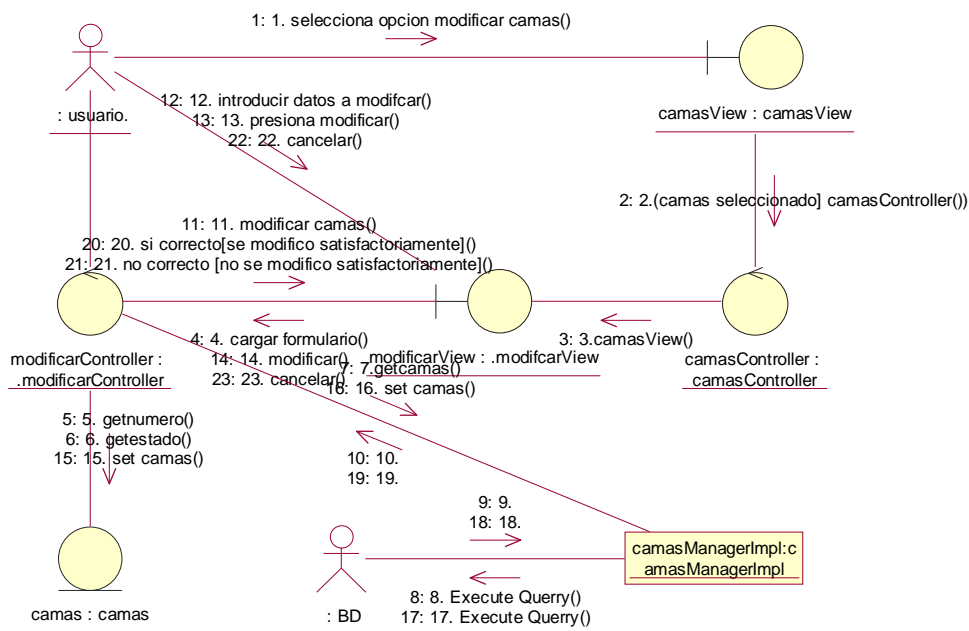 1: 1. selecciona opcion modificar camas()
: usuario.
camasView : camasView
12: 12. introducir datos a modifcar()
13: 13. presiona modificar()
22: 22. cancelar()
2: 2.(camas seleccionado] camasController())
11: 11. modificar camas()
20: 20. si correcto[se modifico satisfactoriamente]()
21: 21. no correcto [no se modifico satisfactoriamente]()
4: 4. cargar formulario()
14: 14. modificar()
23: 23. cancelar()
3: 3.camasView()
modificarController :
.modificarController
modificarView : .modifcarView
camasController :
camasController
7: 7.getcamas()
16: 16. set camas()
5: 5. getnumero()
6: 6. getestado()
15: 15. set camas()
10: 10.
19: 19.
9: 9.
18: 18.
camasManagerImpl:c
amasManagerImpl
camas : camas
: BD
8: 8. Execute Querry()
17: 17. Execute Querry()